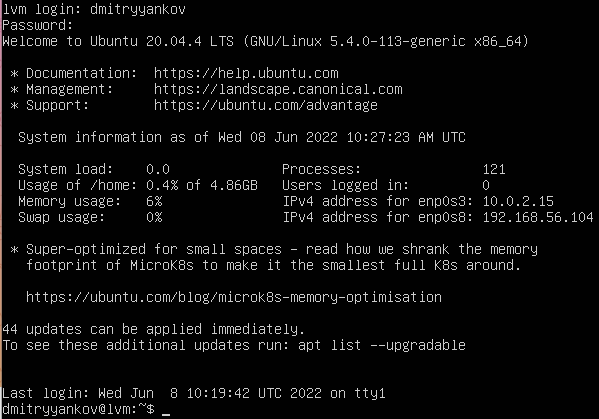 lvm login: dmitryyankov
Password:
Welcome to Ubuntu 20.04.4 LTS (GNU/Linux 5.4.0-113-generic x86_64)
* Documentation:  https://help.ubuntu.com
* Management:     https://landscape.canonical.com
* Support:        https://ubuntu.com/advantage
System information as of Wed 08 Jun 2022 10:27:23 AM UTC
System load:    0.0               Processes:               121
Usage of /home: 0.4% of 4.86GB   Users logged in:         0
Memory usage:   6%                IPv4 address for enp0s3: 10.0.2.15
Swap usage:     0%                IPv4 address for enp0s8: 192.168.56.104
* Super-optimized for small spaces - read how we shrank the memory
footprint of MicroK8s to make it the smallest full K8s around.
https://ubuntu.com/blog/microk8s-memory-optimisation
44 updates can be applied immediately.
To see these additional updates run: apt list --upgradable
Last login: Wed Jun  8 10:19:42 UTC 2022 on tty1
dmitryyankov@lvm:~$ _